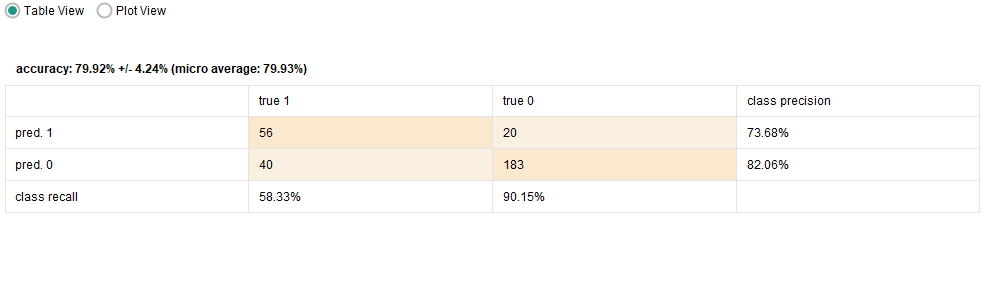 Table View Plot View
accuracy: 79.92% +/- 4.24% (micro average: 79.93%)
true 1 true 0 class precision
pred. 1 56 20 73.68%
pred. 0 40 183 82.06%
class recall 58.33% 90.15%